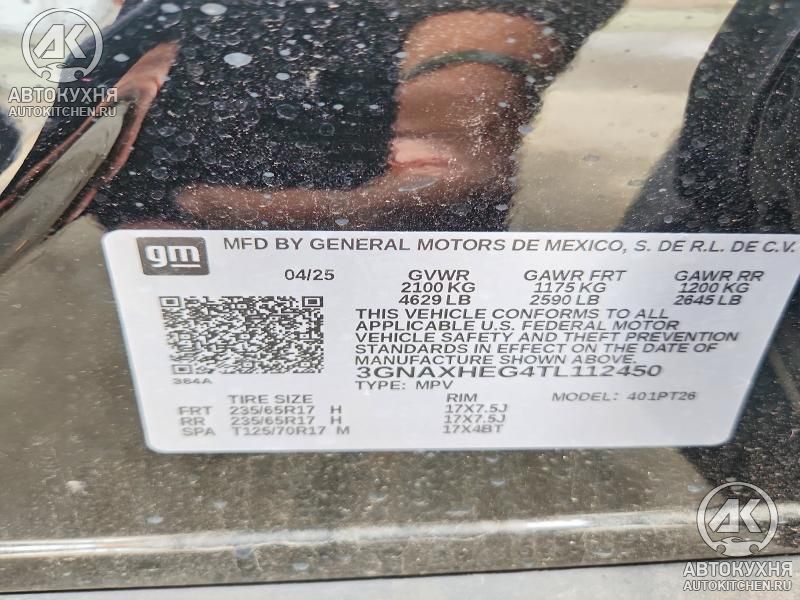 AK
АВТОКУХНЯ
AUTOKITCHEN.RU
gm
MFD BY GENERAL MOTORS DE MEXICO, S. DE R.L. DE C.V.
04/25 GVWR GAWR FRT GAWR RR
2100 KG 1175 KG 1200 KG
4629 LB 2590 LB 2645 LB
THIS VEHICLE CONFORMS TO ALL
APPLICABLE U.S. FEDERAL MOTOR
VEHICLE SAFETY AND THEFT PREVENTION
STANDARDS IN EFFECT ON THE DATE OF
MANUFACTURE SHOWN ABOVE.
384A
3GNAXHEG4TL112450
TYPE: MPV MODEL: 401PT26
TIRE SIZE RIM
FRT 235/65R17 H 17X7.5J
RR 235/65R17 H 17X7.5J
SPA T125/70R17 M 17X4BT
AK
АВТОКУХНЯ
AUTOKITCHEN.RU